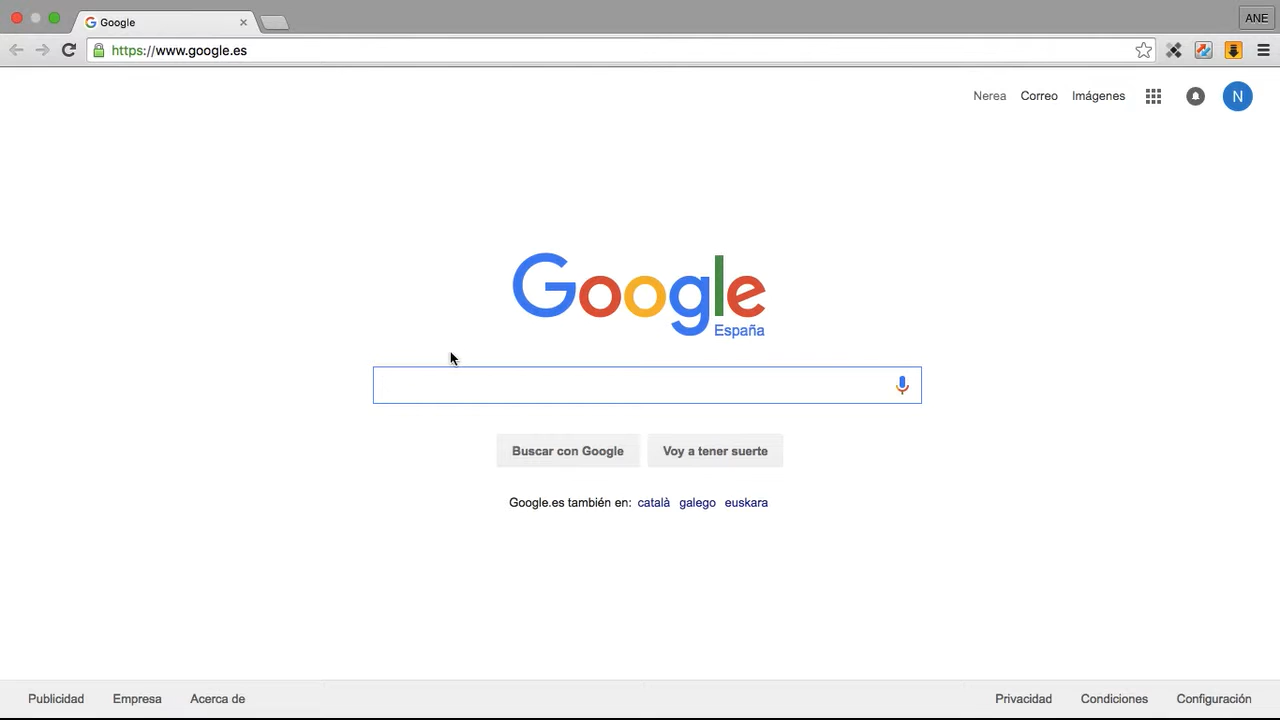 Google
ANE
https://www.google.es
Nerea Correo Imágenes N
Google
España
Buscar con Google Voy a tener suerte
Google.es también en: català galego euskara
Publicidad Empresa Acerca de Privacidad Condiciones Configuración